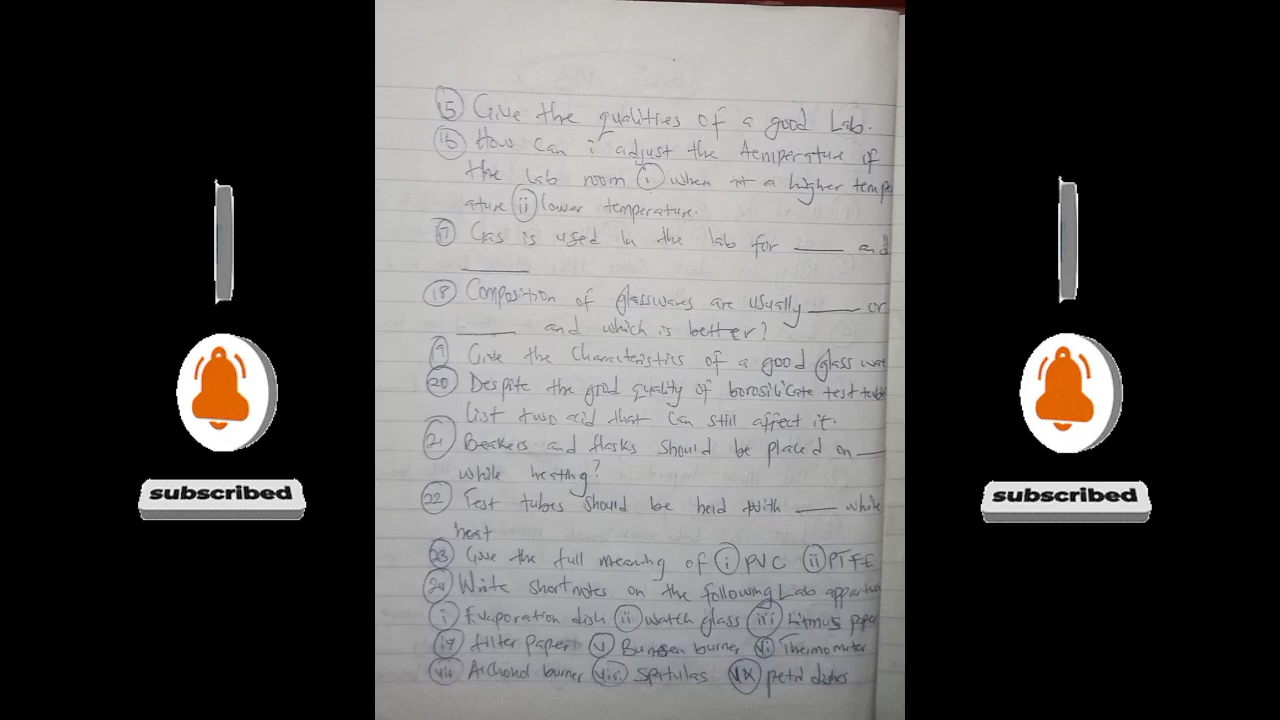 15 Give the qualities of a good Lab.
16 How can i adjust the temperature of
the Lab room (i) when at a higher temper
ature (ii) lower temperature.
17 Gas is used in the lab for ____ and
____
18 Composition of glasswares are usually ____ or
____ and which is better?
19 Give the characteristics of a good glass ware
20 Despite the good quality of borosilicate test tube
List two acid that can still affect it.
21 Beakers and flasks should be placed on ____
while heating?
22 Test tubes should be held with ____ while
heat
23 Give the full meaning of (i) PVC (ii) PTFE
24 Write shortnotes on the following Lab
(i) Evaporation dish (ii) watch glass (iii) Litmus paper
(iv) filter paper (v) Bunsen burner (vi) Thermometer
(vii) burner (viii) spatulas (ix) petri dishes
subscribed
subscribed